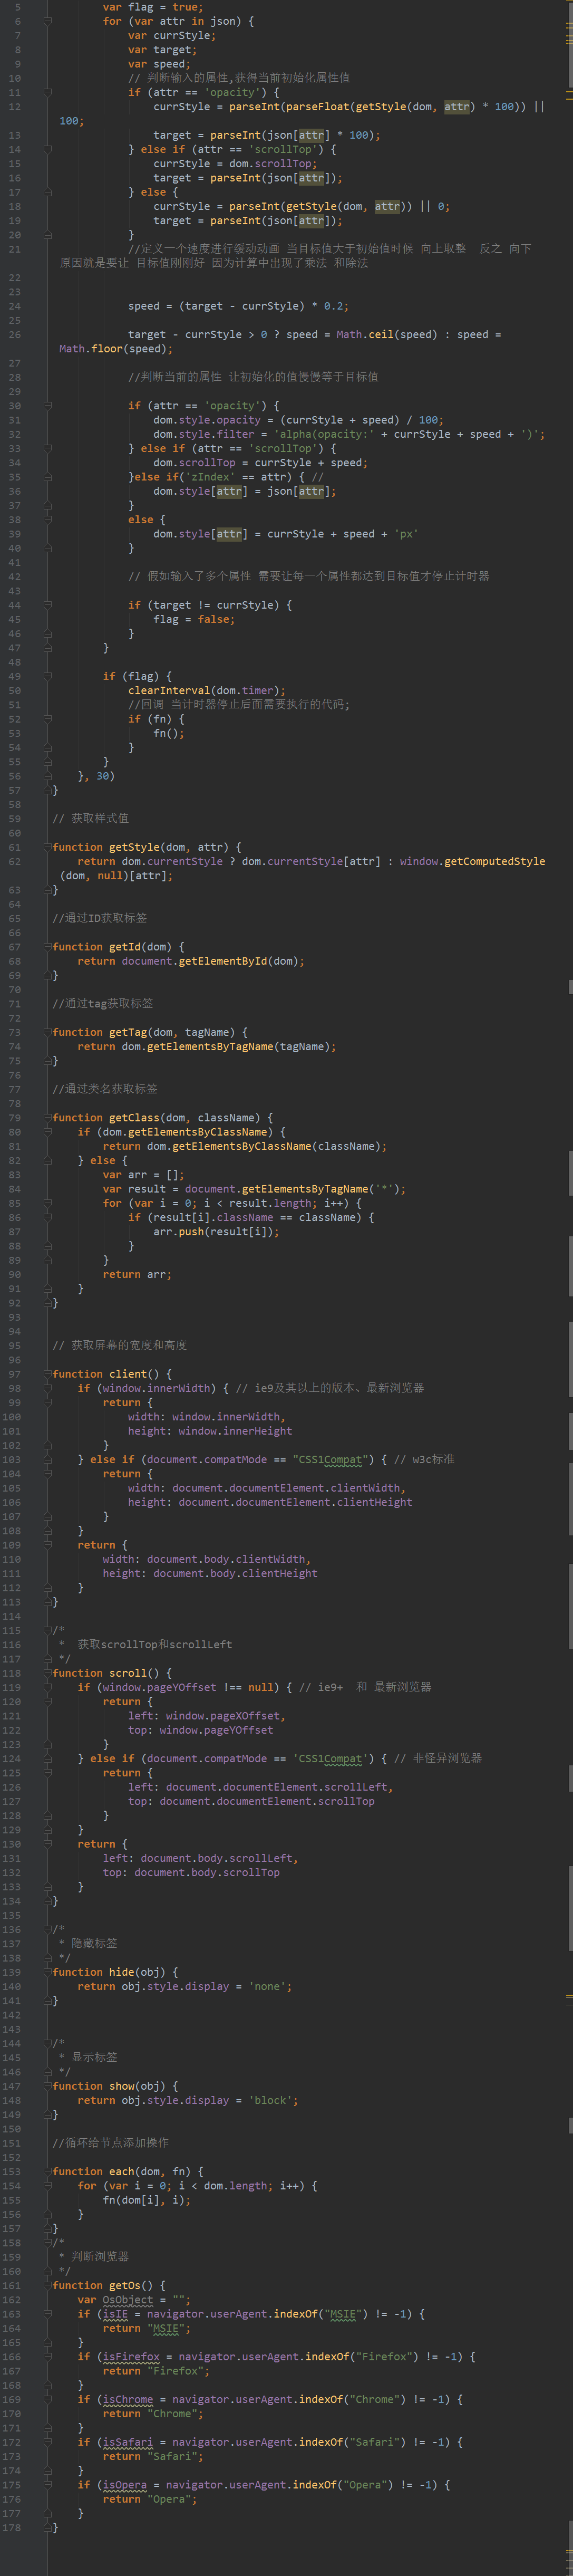 5 var flag = true;
6 for (var attr in json) {
7 var currStyle;
8 var target;
9 var speed;
10 // 判断输入的属性,获得当前初始化属性值
11 if (attr == 'opacity') {
12 currStyle = parseInt(parseFloat(getStyle(dom, attr) * 100)) ||
100;
13 target = parseInt(json[attr] * 100);
14 } else if (attr == 'scrollTop') {
15 currStyle = dom.scrollTop;
16 target = parseInt(json[attr]);
17 } else {
18 currStyle = parseInt(getStyle(dom, attr)) || 0;
19 target = parseInt(json[attr]);
20 }
21 //定义一个速度进行缓动动画 当目标值大于初始值时候 向上取整 反之 向下
原因就是要让 目标值刚刚好 因为计算中出现了乘法 和除法
22
23
24 speed = (target - currStyle) * 0.2;
25
26 target - currStyle > 0 ? speed = Math.ceil(speed) : speed =
Math.floor(speed);
27
28 //判断当前的属性 让初始化的值慢慢等于目标值
29
30 if (attr == 'opacity') {
31 dom.style.opacity = (currStyle + speed) / 100;
32 dom.style.filter = 'alpha(opacity:' + currStyle + speed + ')';
33 } else if (attr == 'scrollTop') {
34 dom.scrollTop = currStyle + speed;
35 }else if('zIndex' == attr) { //
36 dom.style[attr] = json[attr];
37 }
38 else {
39 dom.style[attr] = currStyle + speed + 'px'
40 }
41
42 // 假如输入了多个属性 需要让每一个属性都达到目标值才停止计时器
43
44 if (target != currStyle) {
45 flag = false;
46 }
47 }
48
49 if (flag) {
50 clearInterval(dom.timer);
51 //回调 当计时器停止后面需要执行的代码;
52 if (fn) {
53 fn();
54 }
55 }
56 }, 30)
57 }
58
59 // 获取样式值
60
61 function getStyle(dom, attr) {
62 return dom.currentStyle ? dom.currentStyle[attr] : window.getComputedStyle
(dom, null)[attr];
63 }
64
65 //通过ID获取标签
66
67 function getId(dom) {
68 return document.getElementById(dom);
69 }
70
71 //通过tag获取标签
72
73 function getTag(dom, tagName) {
74 return dom.getElementsByTagName(tagName);
75 }
76
77 //通过类名获取标签
78
79 function getClass(dom, className) {
80 if (dom.getElementsByClassName) {
81 return dom.getElementsByClassName(className);
82 } else {
83 var arr = [];
84 var result = document.getElementsByTagName('*');
85 for (var i = 0; i < result.length; i++) {
86 if (result[i].className == className) {
87 arr.push(result[i]);
88 }
89 }
90 return arr;
91 }
92 }
93
94
95 // 获取屏幕的宽度和高度
96
97 function client() {
98 if (window.innerWidth) { // ie9及其以上的版本、最新浏览器
99 return {
100 width: window.innerWidth,
101 height: window.innerHeight
102 }
103 } else if (document.compatMode == "CSS1Compat") { // w3c标准
104 return {
105 width: document.documentElement.clientWidth,
106 height: document.documentElement.clientHeight
107 }
108 }
109 return {
110 width: document.body.clientWidth,
111 height: document.body.clientHeight
112 }
113 }
114
115 /*
116 * 获取scrollTop和scrollLeft
117 */
118 function scroll() {
119 if (window.pageYOffset !== null) { // ie9+ 和 最新浏览器
120 return {
121 left: window.pageXOffset,
122 top: window.pageYOffset
123 }
124 } else if (document.compatMode == 'CSS1Compat') { // 非怪异浏览器
125 return {
126 left: document.documentElement.scrollLeft,
127 top: document.documentElement.scrollTop
128 }
129 }
130 return {
131 left: document.body.scrollLeft,
132 top: document.body.scrollTop
133 }
134 }
135
136 /*
137 * 隐藏标签
138 */
139 function hide(obj) {
140 return obj.style.display = 'none';
141 }
142
143
144 /*
145 * 显示标签
146 */
147 function show(obj) {
148 return obj.style.display = 'block';
149 }
150
151 //循环给节点添加操作
152
153 function each(dom, fn) {
154 for (var i = 0; i < dom.length; i++) {
155 fn(dom[i], i);
156 }
157 }
158 /*
159 * 判断浏览器
160 */
161 function getOs() {
162 var OsObject = "";
163 if (isIE = navigator.userAgent.indexOf("MSIE") != -1) {
164 return "MSIE";
165 }
166 if (isFirefox = navigator.userAgent.indexOf("Firefox") != -1) {
167 return "Firefox";
168 }
169 if (isChrome = navigator.userAgent.indexOf("Chrome") != -1) {
170 return "Chrome";
171 }
172 if (isSafari = navigator.userAgent.indexOf("Safari") != -1) {
173 return "Safari";
174 }
175 if (isOpera = navigator.userAgent.indexOf("Opera") != -1) {
176 return "Opera";
177 }
178 }